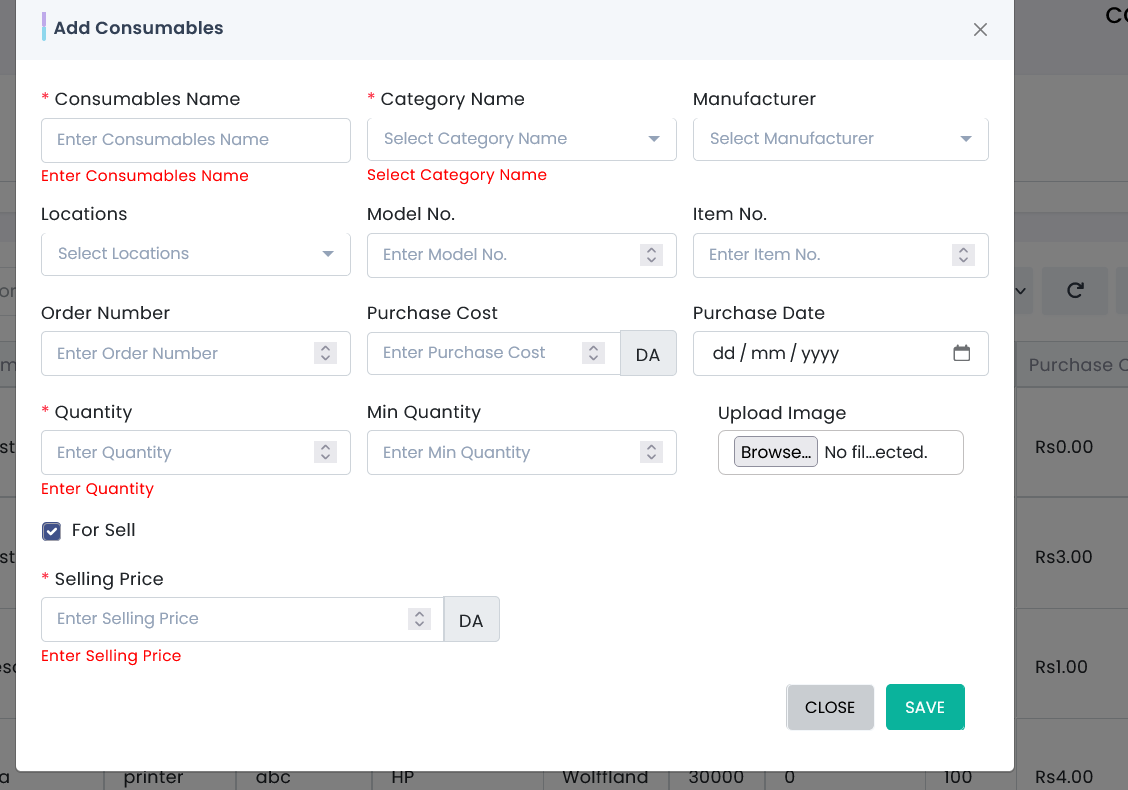 Add Consumables
* Consumables Name
* Category Name
Manufacturer
Enter Consumables Name
Select Category Name
Select Manufacturer
Enter Consumables Name
Select Category Name
Locations
Model No.
Item No.
Select Locations
Enter Model No.
Enter Item No.
Order Number
Purchase Cost
Purchase Date
Enter Order Number
Enter Purchase Cost
DA
dd / mm / yyyy
* Quantity
Min Quantity
Upload Image
Enter Quantity
Enter Min Quantity
Browse... No fil...ected.
Enter Quantity
For Sell
* Selling Price
Enter Selling Price
DA
Enter Selling Price
CLOSE
SAVE
Purchase C
Rs0.00
Rs3.00
Rs1.00
printer
abc
HP
Wolffland
30000
0
100
Rs4.00